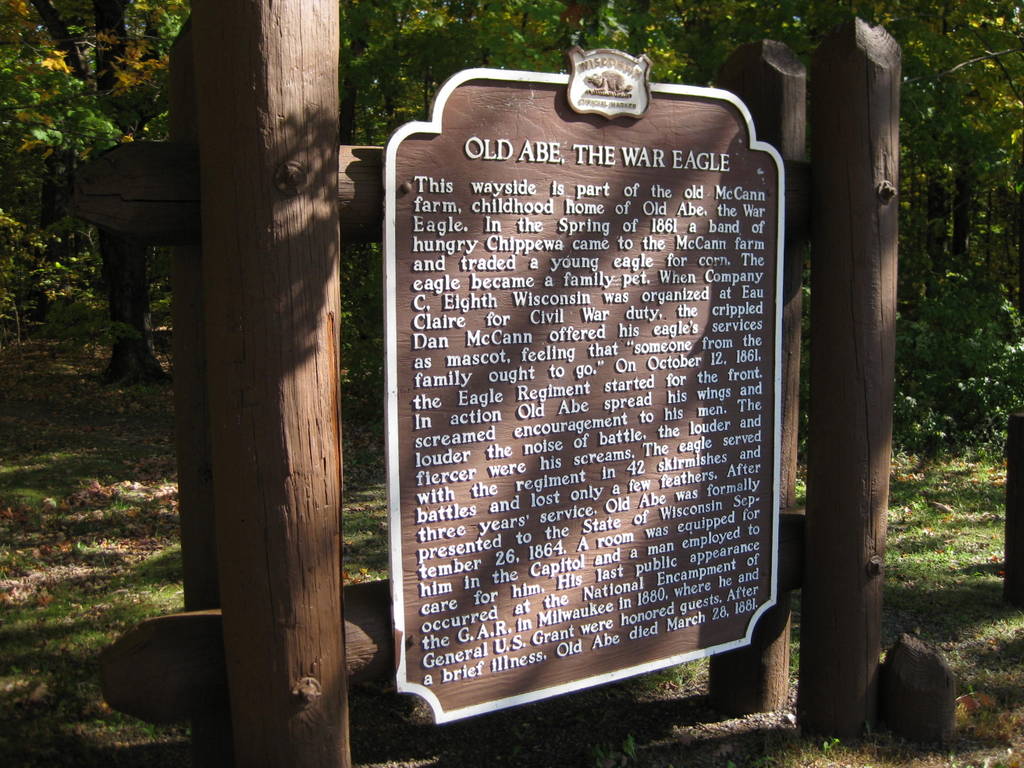 WISCONSIN
OFFICIAL MARKER
OLD ABE, THE WAR EAGLE
This wayside is part of the old McCann
farm, childhood home of Old Abe, the War
Eagle. In the Spring of 1861 a band of
hungry Chippewa came to the McCann farm
and traded a young eagle for corn. The
eagle became a family pet. When Company
C, Eighth Wisconsin was organized at Eau
Claire for Civil War duty, the crippled
Dan McCann offered his eagle's services
as mascot, feeling that "someone from the
family ought to go." On October 12, 1861,
the Eagle Regiment started for the front.
In action Old Abe spread his wings and
screamed encouragement to his men. The
louder the noise of battle, the louder and
fiercer were his screams. The eagle served
with the regiment in 42 skirmishes and
battles and lost only a few feathers. After
three years' service, Old Abe was formally
presented to the State of Wisconsin Sep-
tember 26, 1864. A room was equipped for
him in the Capitol and a man employed to
care for him. His last public appearance
occurred at the National Encampment of
the G.A.R. in Milwaukee in 1880, where he and
General U.S. Grant were honored guests. After
a brief illness, Old Abe died March 28, 1881.